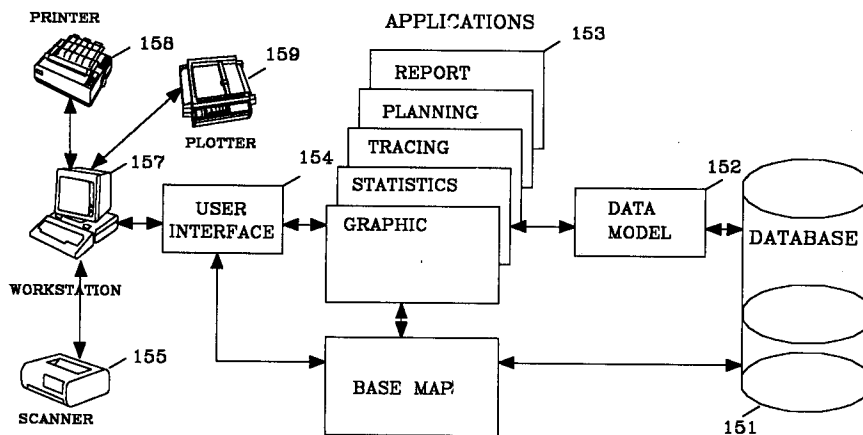 APPLICATIONS
PRINTER
158
159
153
REPORT
PLANNING
PLOTTER
TRACING
157
154
STATISTICS
152
USER
INTERFACE
GRAPHIC
DATA
MODEL
DATABASE
WORKSTATION
155
BASE MAP
SCANNER
151